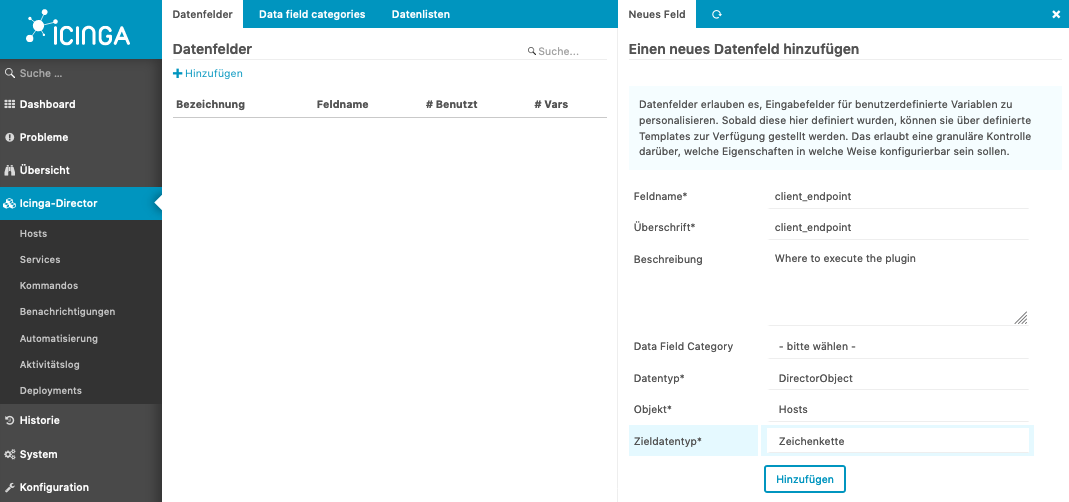 ICINGA
Suche ...
Dashboard
Probleme
Übersicht
Icinga-Director
Hosts
Services
Kommandos
Benachrichtigungen
Automatisierung
Aktivitätslog
Deployments
Historie
System
Konfiguration
Datenfelder Data field categories Datenlisten
Datenfelder
Suche...
Hinzufügen
Bezeichnung Feldname # Benutzt # Vars
Neues Feld
Einen neues Datenfeld hinzufügen
Datenfelder erlauben es, Eingabefelder für benutzerdefinierte Variablen zu
personalisieren. Sobald diese hier definiert wurden, können sie über definierte
Templates zur Verfügung gestellt werden. Das erlaubt eine granuläre Kontrolle
darüber, welche Eigenschaften in welche Weise konfigurierbar sein sollen.
Feldname* client_endpoint
Überschrift* client_endpoint
Beschreibung Where to execute the plugin
Data Field Category - bitte wählen -
Datentyp* DirectorObject
Objekt* Hosts
Zieldatentyp* Zeichenkette
Hinzufügen